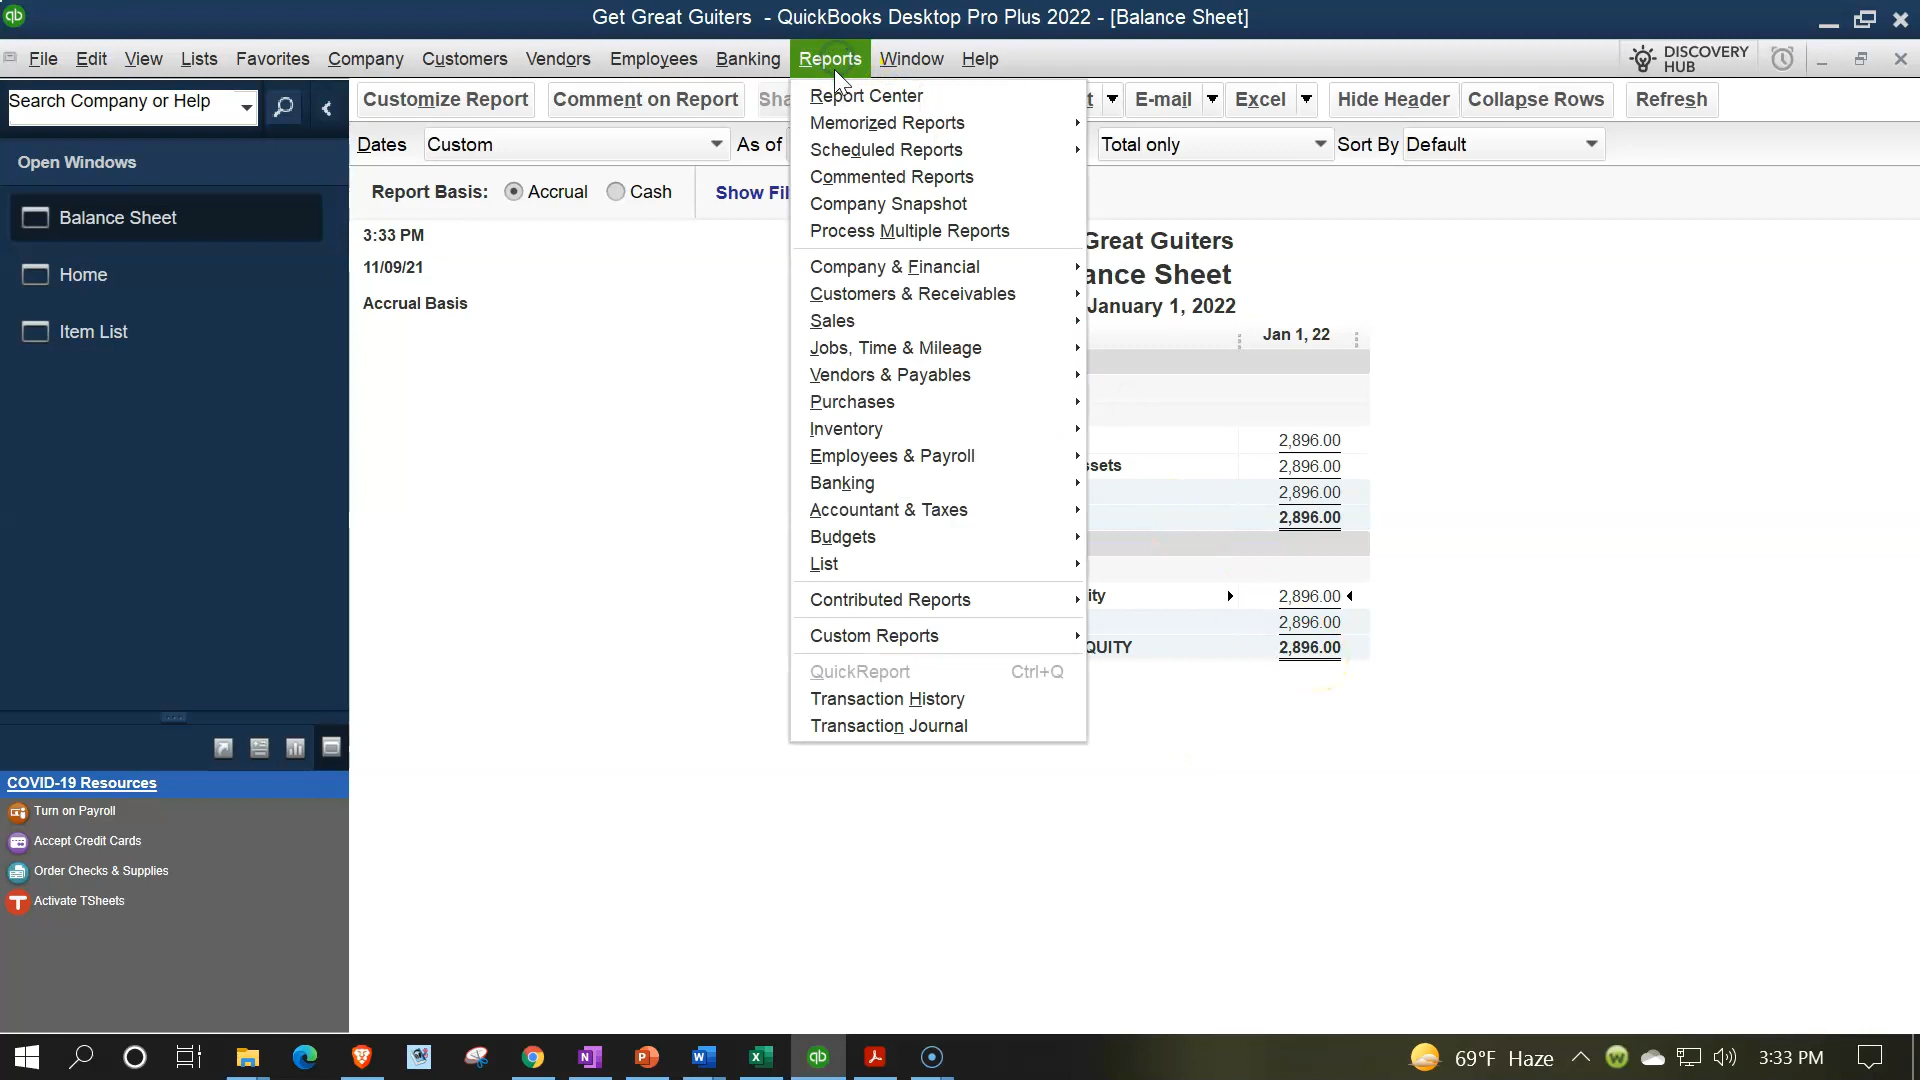 qb Get Great Guiters - QuickBooks Desktop Pro Plus 2022 - [Balance Sheet]
File Edit View Lists Favorites Company Customers Vendors Employees Banking Reports Window Help DISCOVERY HUB
Search Company or Help
Customize Report Comment on Report Sha t E-mail Excel Hide Header Collapse Rows Refresh
Dates Custom As of Total only Sort By Default
Report Basis: Accrual Cash Show Fil
Open Windows
Balance Sheet
Home
Item List
COVID-19 Resources
Turn on Payroll
Accept Credit Cards
Order Checks & Supplies
Activate TSheets
3:33 PM
11/09/21
Accrual Basis
Report Center
Memorized Reports
Scheduled Reports
Commented Reports
Company Snapshot
Process Multiple Reports
Company & Financial
Customers & Receivables
Sales
Jobs, Time & Mileage
Vendors & Payables
Purchases
Inventory
Employees & Payroll
Banking
Accountant & Taxes
Budgets
List
Contributed Reports
Custom Reports
QuickReport Ctrl+Q
Transaction History
Transaction Journal
Great Guiters
ance Sheet
January 1, 2022
Jan 1, 22
2,896.00
ssets 2,896.00
2,896.00
2,896.00
ity 2,896.00
2,896.00
QUITY 2,896.00
69°F Haze 3:33 PM